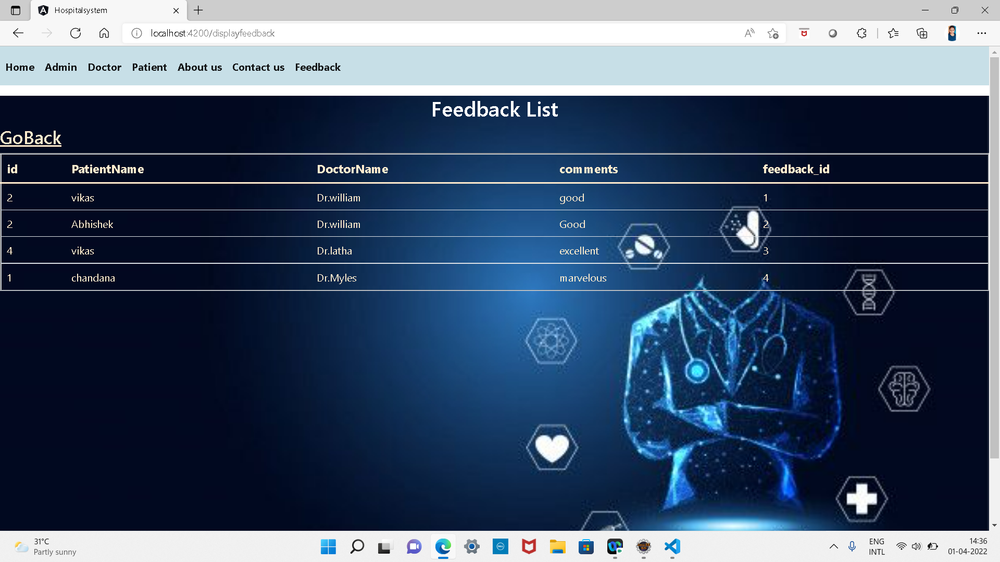 Hospitalsystem
localhost:4200/displayfeedback
Home Admin Doctor Patient About us Contact us Feedback
Feedback List
GoBack
id PatientName DoctorName comments feedback_id
2 vikas Dr.william good 1
2 Abhishek Dr.william Good 2
4 vikas Dr.latha excellent 3
1 chandana Dr.Myles marvelous 4
31°C
Partly sunny
ENG
INTL
14:36
01-04-2022